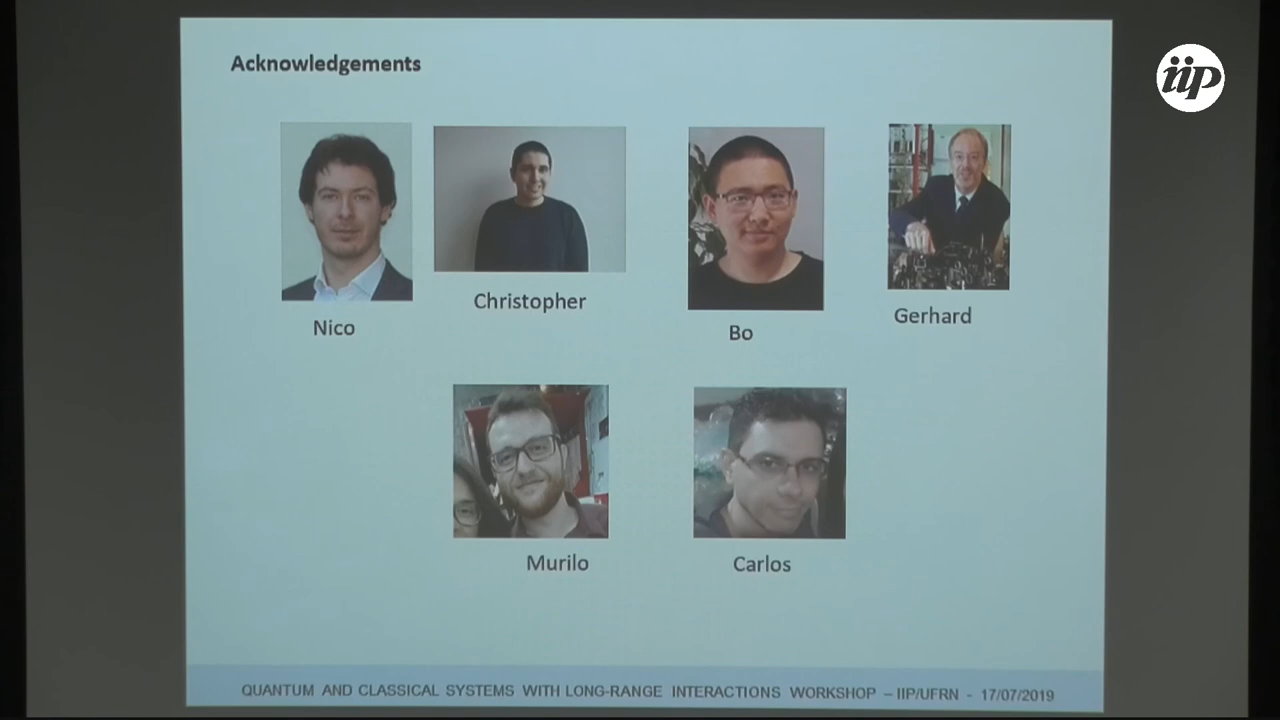 Acknowledgements
iip
Nico
Christopher
Bo
Gerhard
Murilo
Carlos
QUANTUM AND CLASSICAL SYSTEMS WITH LONG-RANGE INTERACTIONS WORKSHOP – IIP/UFRN - 17/07/2019